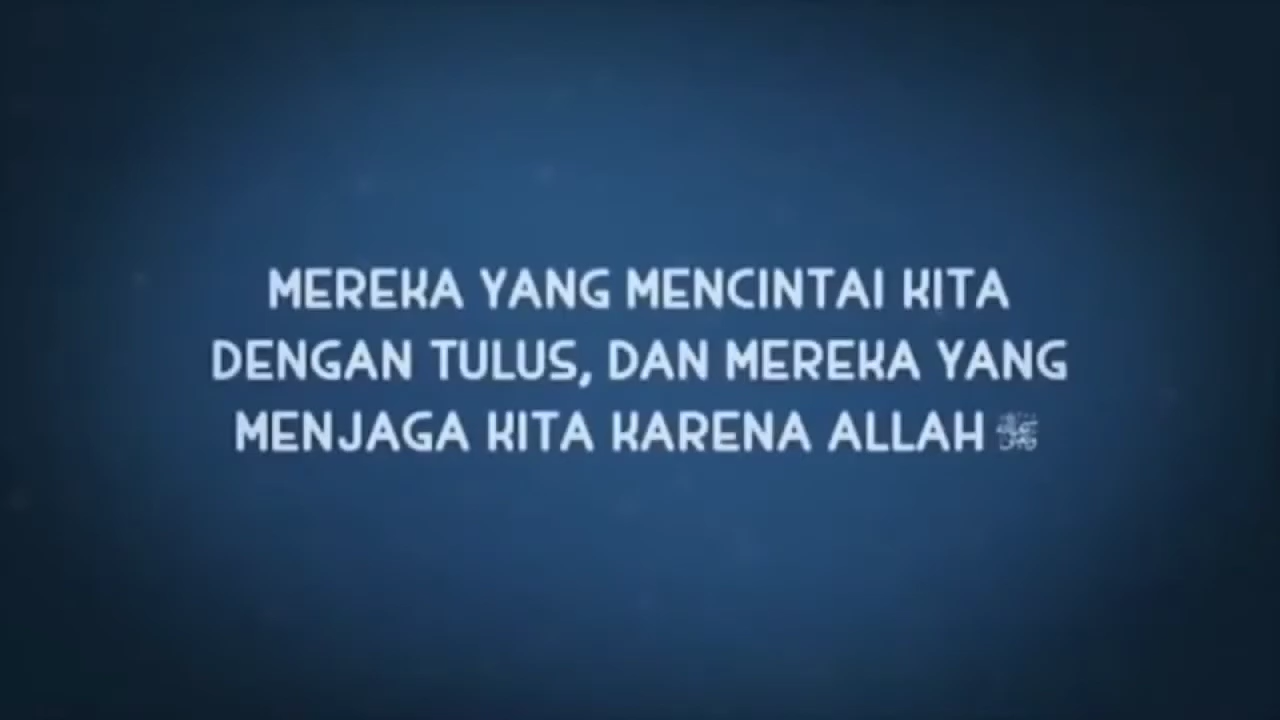 MEREKA YANG MENCINTAI KITA
DENGAN TULUS, DAN MEREKA YANG
MENJAGA KITA KARENA ALLAH